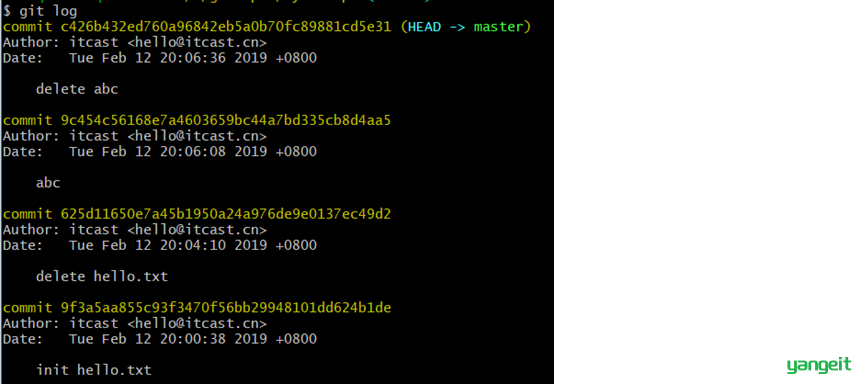 $ git log
commit c426b432ed760a96842eb5a0b70fc89881cd5e31 (HEAD -> master)
Author: itcast <hello@itcast.cn>
Date:   Tue Feb 12 20:06:36 2019 +0800
    delete abc
commit 9c454c56168e7a4603659bc44a7bd335cb8d4aa5
Author: itcast <hello@itcast.cn>
Date:   Tue Feb 12 20:06:08 2019 +0800
    abc
commit 625d11650e7a45b1950a24a976de9e0137ec49d2
Author: itcast <hello@itcast.cn>
Date:   Tue Feb 12 20:04:10 2019 +0800
    delete hello.txt
commit 9f3a5aa855c93f3470f56bb29948101dd624b1de
Author: itcast <hello@itcast.cn>
Date:   Tue Feb 12 20:00:38 2019 +0800
    init hello.txt
yangeit